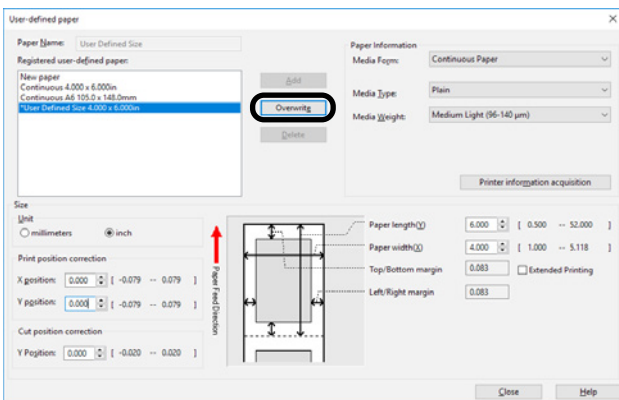 User-defined paper
Paper Name: User Defined Size
Registered user-defined paper:
New paper
Continuous 4.000 x 6.000in
Continuous A6 105.0 x 148.0mm
*User Defined Size 4.000 x 6.000in
Add
Overwrite
Delete
Paper Information
Media Form: Continuous Paper
Media Type: Plain
Media Weight: Medium Light (96-140 μm)
Printer information acquisition
Size
Unit
millimeters inch
Print position correction
X position: 0.000 [ -0.079 -- 0.079 ]
Y position: 0.000 [ -0.079 -- 0.079 ]
Cut position correction
Y Position: 0.000 [ -0.020 -- 0.020 ]
Paper Feed Direction
Paper length(Y) 6.000 [ 0.500 -- 52.000 ]
Paper width(X) 4.000 [ 1.000 -- 5.118 ]
Top/Bottom margin 0.083 Extended Printing
Left/Right margin 0.083
Close Help